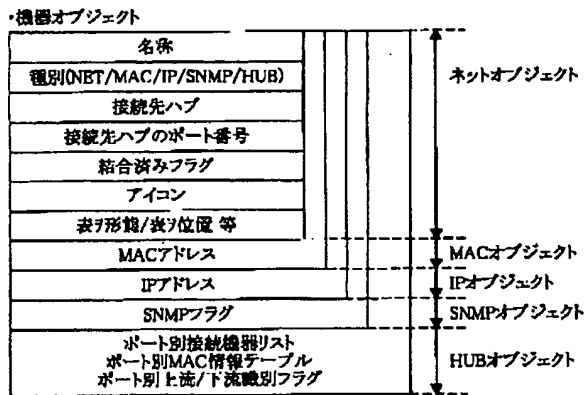 ・機器オブジェクト
名称
種別(NET/MAC/IP/SNMP/HUB)
接続先ハブ
接続先ハブのポート番号
結合済みフラグ
アイコン
表示形態/表示位置 等
MACアドレス
IPアドレス
SNMPフラグ
ポート別接続機器リスト
ポート別MAC情報テーブル
ポート別上流/下流識別フラグ
ネットオブジェクト
MACオブジェクト
IPオブジェクト
SNMPオブジェクト
HUBオブジェクト